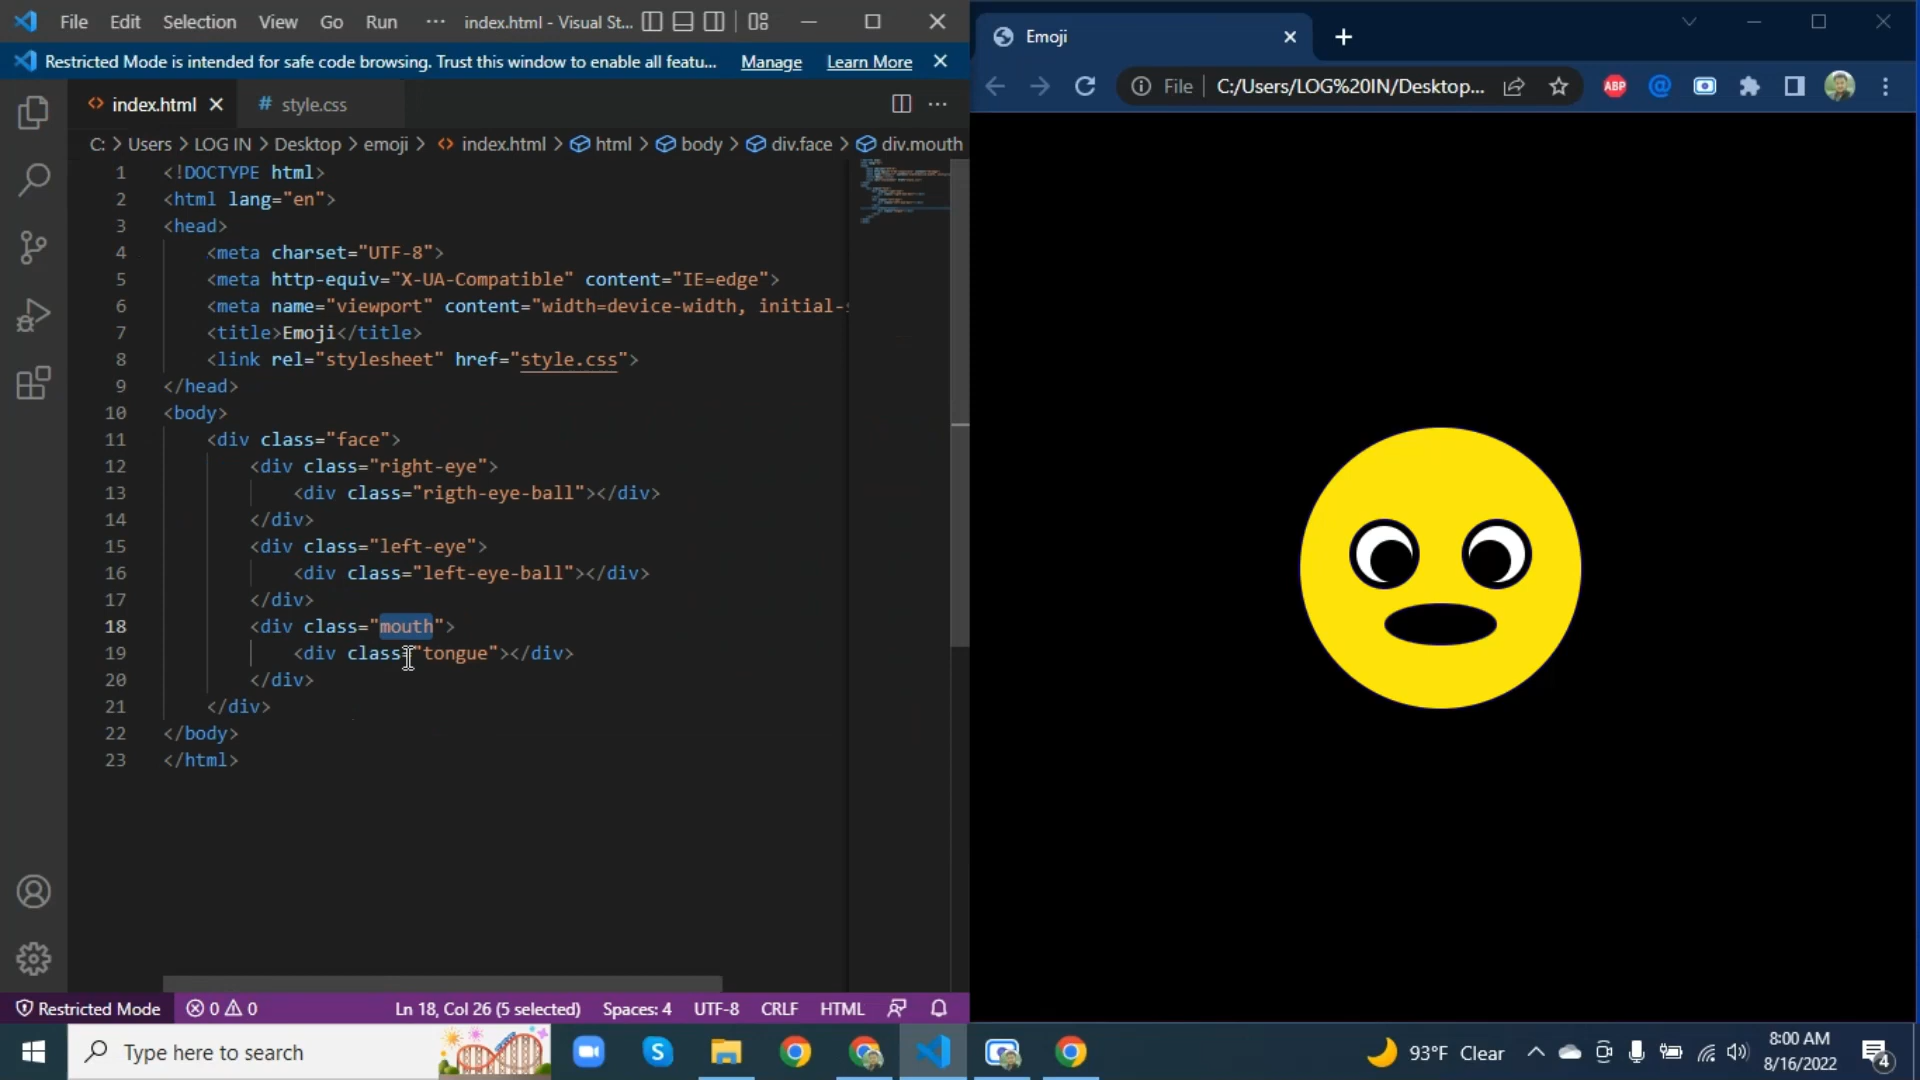 File Edit Selection View Go Run ··· index.html - Visual St...
Restricted Mode is intended for safe code browsing. Trust this window to enable all featu... Manage Learn More
index.html
# style.css
C: > Users > LOG IN > Desktop > emoji > index.html > html > body > div.face > div.mouth
1 <!DOCTYPE html>
2 <html lang="en">
3 <head>
4 <meta charset="UTF-8">
5 <meta http-equiv="X-UA-Compatible" content="IE=edge">
6 <meta name="viewport" content="width=device-width, initial-
7 <title>Emoji</title>
8 <link rel="stylesheet" href="style.css">
9 </head>
10 <body>
11 <div class="face">
12 <div class="right-eye">
13 <div class="rigth-eye-ball"></div>
14 </div>
15 <div class="left-eye">
16 <div class="left-eye-ball"></div>
17 </div>
18 <div class="mouth">
19 <div class="tongue"></div>
20 </div>
21 </div>
22 </body>
23 </html>
Restricted Mode 0 0 Ln 18, Col 26 (5 selected) Spaces: 4 UTF-8 CRLF HTML
Emoji
File C:/Users/LOG%20IN/Desktop...
ABP
Type here to search
93°F Clear
8:00 AM
8/16/2022
4